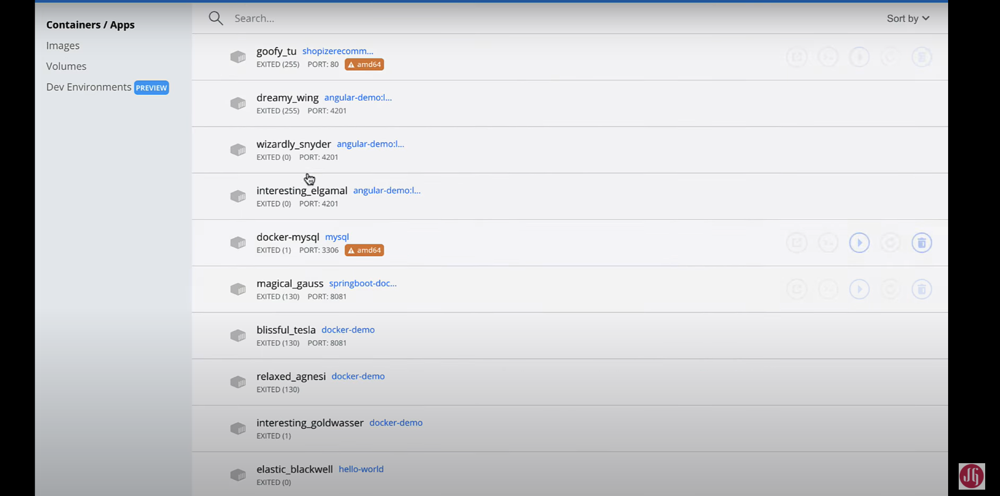 Containers / Apps
Images
Volumes
Dev Environments PREVIEW
Search...
Sort by
goofy_tu shopizerecomm...
EXITED (255) PORT: 80 amd64
dreamy_wing angular-demo:l...
EXITED (255) PORT: 4201
wizardly_snyder angular-demo:l...
EXITED (0) PORT: 4201
interesting_elgamal angular-demo:l...
EXITED (0) PORT: 4201
docker-mysql mysql
EXITED (1) PORT: 3306 amd64
magical_gauss springboot-doc...
EXITED (130) PORT: 8081
blissful_tesla docker-demo
EXITED (130) PORT: 8081
relaxed_agnesi docker-demo
EXITED (130)
interesting_goldwasser docker-demo
EXITED (1)
elastic_blackwell hello-world
EXITED (0)